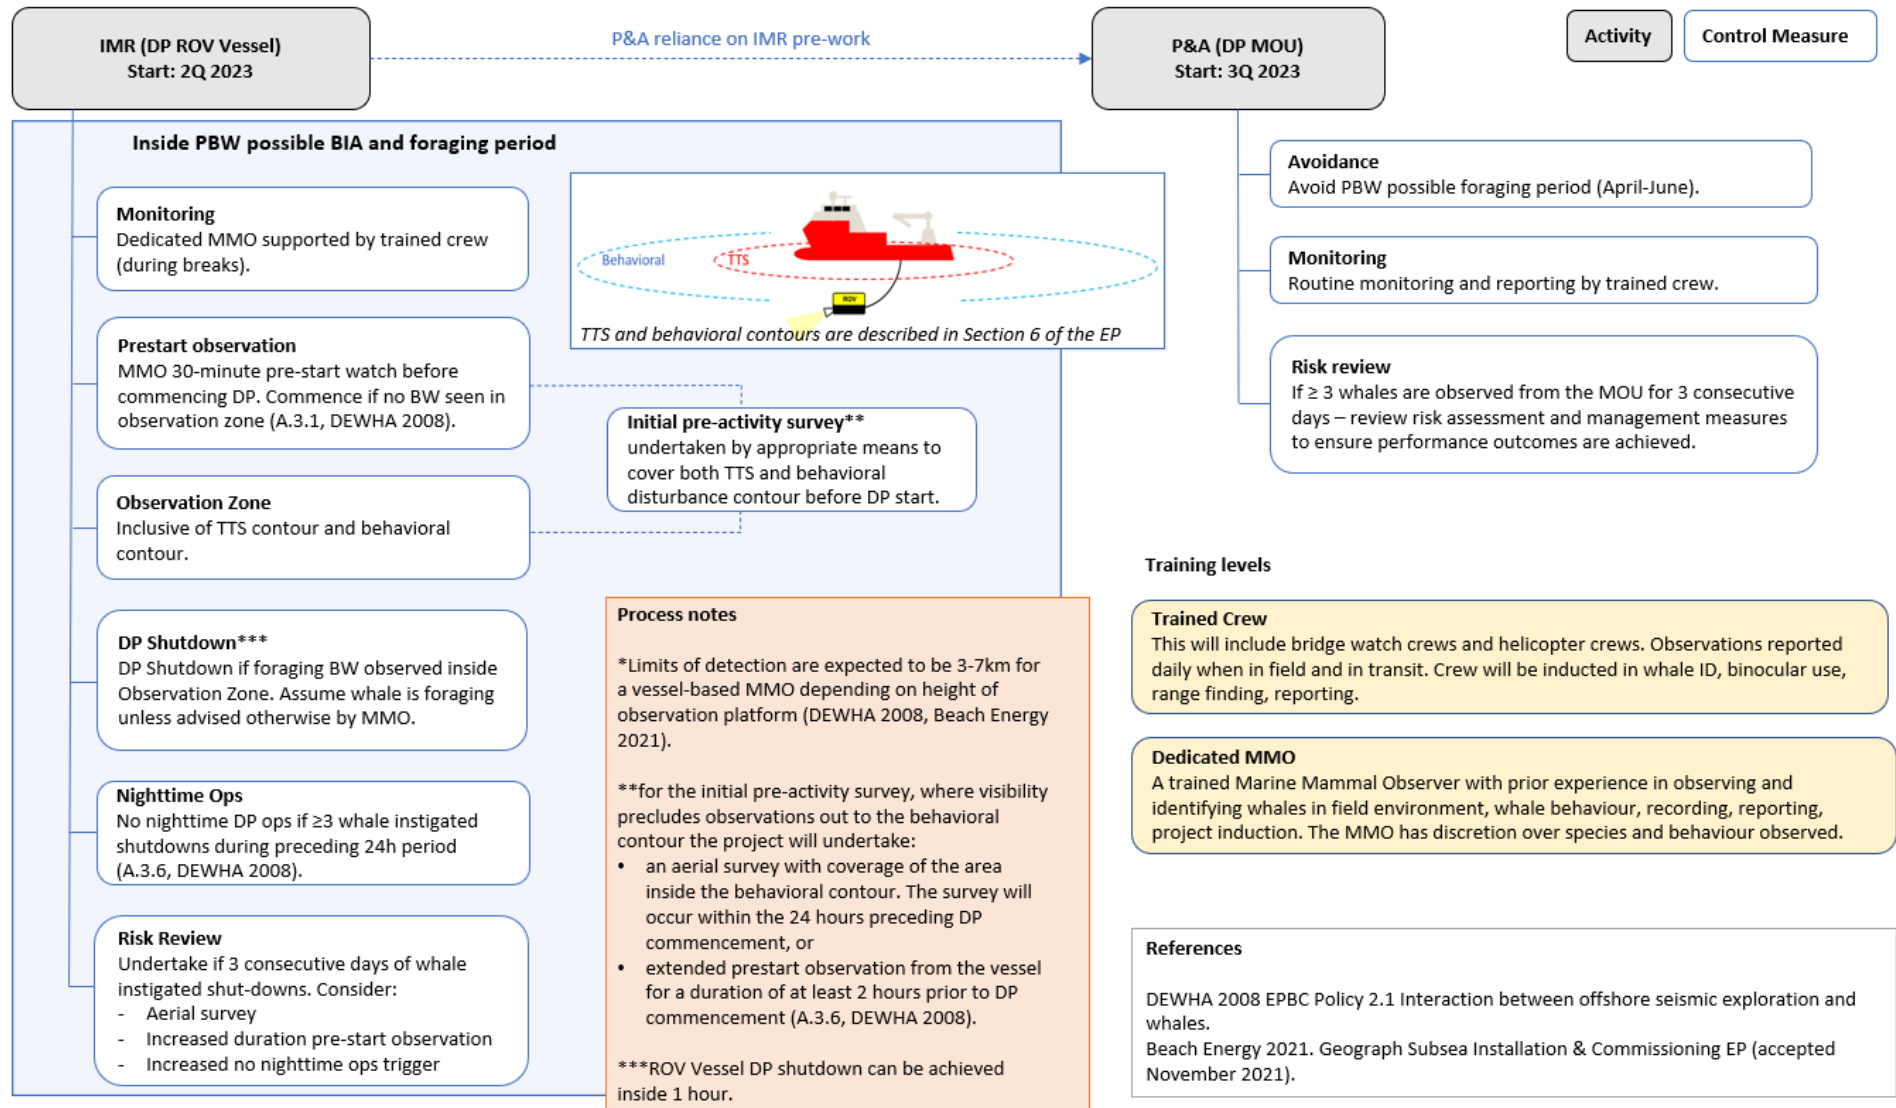 IMR (DP ROV Vessel)
Start: 2Q 2023
P&A reliance on IMR pre-work
P&A (DP MOU)
Start: 3Q 2023
Activity
Control Measure
Inside PBW possible BIA and foraging period
Monitoring
Dedicated MMO supported by trained crew
(during breaks).
Prestart observation
MMO 30-minute pre-start watch before
commencing DP. Commence if no BW seen in
observation zone (A.3.1, DEWHA 2008).
Observation Zone
Inclusive of TTS contour and behavioral
contour.
DP Shutdown***
DP Shutdown if foraging BW observed inside
Observation Zone. Assume whale is foraging
unless advised otherwise by MMO.
Nighttime Ops
No nighttime DP ops if ≥3 whale instigated
shutdowns during preceding 24h period
(A.3.6, DEWHA 2008).
Risk Review
Undertake if 3 consecutive days of whale
instigated shut-downs. Consider:
- Aerial survey
- Increased duration pre-start observation
- Increased no nighttime ops trigger
Behavioral
TTS
ROV
TTS and behavioral contours are described in Section 6 of the EP
Initial pre-activity survey**
undertaken by appropriate means to
cover both TTS and behavioral
disturbance contour before DP start.
Process notes
*Limits of detection are expected to be 3-7km for
a vessel-based MMO depending on height of
observation platform (DEWHA 2008, Beach Energy
2021).
**for the initial pre-activity survey, where visibility
precludes observations out to the behavioral
contour the project will undertake:
• an aerial survey with coverage of the area
inside the behavioral contour. The survey will
occur within the 24 hours preceding DP
commencement, or
• extended prestart observation from the vessel
for a duration of at least 2 hours prior to DP
commencement (A.3.6, DEWHA 2008).
***ROV Vessel DP shutdown can be achieved
inside 1 hour.
Avoidance
Avoid PBW possible foraging period (April-June).
Monitoring
Routine monitoring and reporting by trained crew.
Risk review
If ≥ 3 whales are observed from the MOU for 3 consecutive
days – review risk assessment and management measures
to ensure performance outcomes are achieved.
Training levels
Trained Crew
This will include bridge watch crews and helicopter crews. Observations reported
daily when in field and in transit. Crew will be inducted in whale ID, binocular use,
range finding, reporting.
Dedicated MMO
A trained Marine Mammal Observer with prior experience in observing and
identifying whales in field environment, whale behaviour, recording, reporting,
project induction. The MMO has discretion over species and behaviour observed.
References
DEWHA 2008 EPBC Policy 2.1 Interaction between offshore seismic exploration and
whales.
Beach Energy 2021. Geograph Subsea Installation & Commissioning EP (accepted
November 2021).